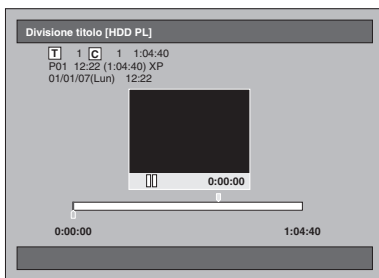 Divisione titolo [HDD PL]
T 1 C 1 1:04:40
P01 12:22 (1:04:40) XP
01/01/07(Lun) 12:22
0:00:00
0:00:00 1:04:40